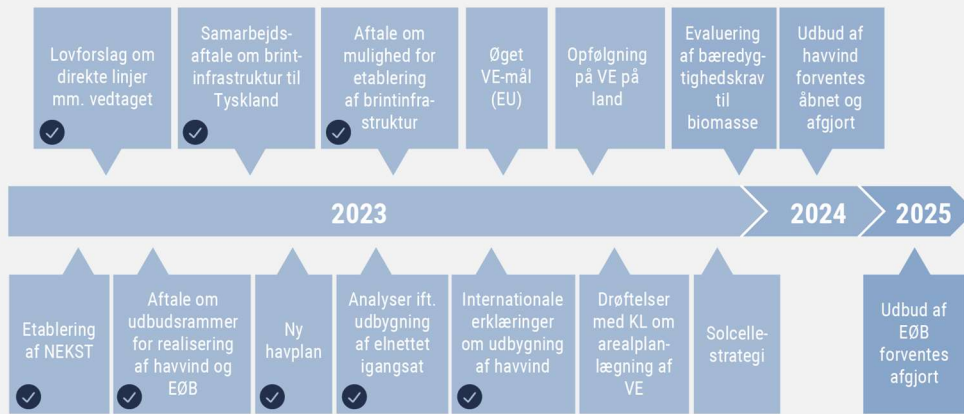 Lovforslag om
direkte linjer
mm. vedtaget
Samarbejds-
aftale om brint-
infrastruktur til
Tyskland
Aftale om
mulighed for
etablering
af brintinfra-
struktur
Øget
VE-mål
(EU)
Opfølgning
på VE på
land
Evaluering
af bæredyg-
tighedskrav
til
biomasse
Udbud af
havvind
forventes
åbnet og
afgjort
2023
2024
2025
Etablering
af NEKST
Aftale om
udbudsrammer
for realisering
af havvind og
EØB
Ny
havplan
Analyser ift.
udbygning
af elnettet
igangsat
Internationale
erklæringer
om udbygning
af havvind
Drøftelser
med KL om
arealplan-
lægning af
VE
Solcelle-
strategi
Udbud af
EØB
forventes
afgjort